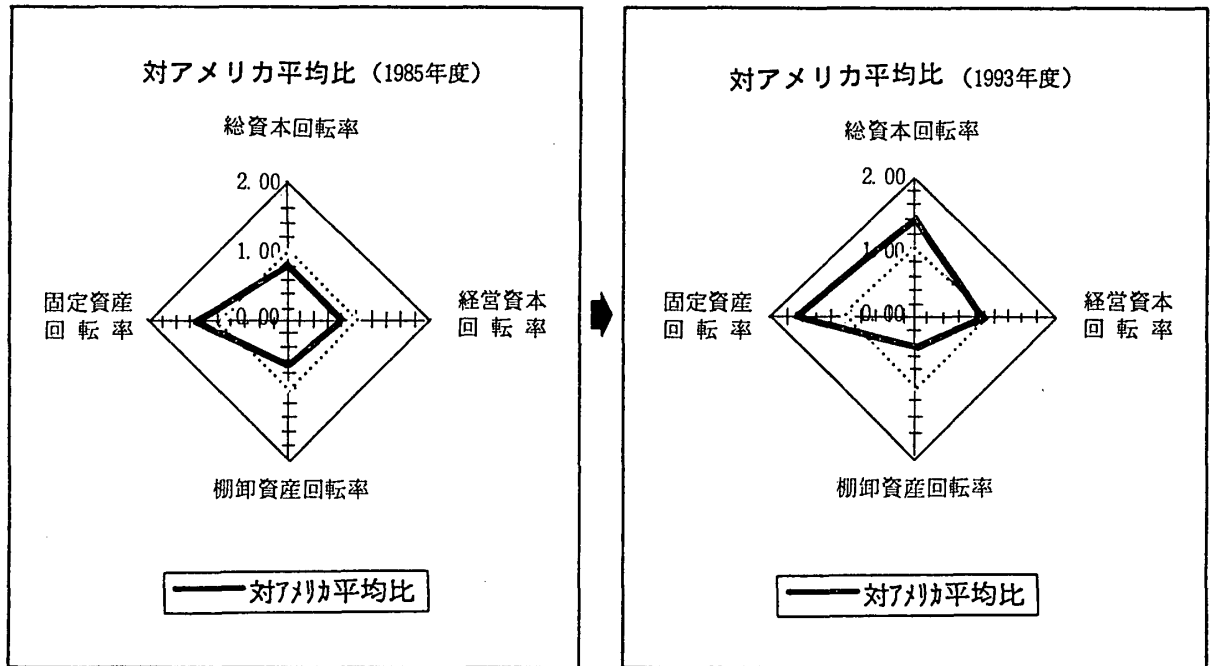 対アメリカ平均比(1985年度)
総資本回転率
2.00
1.00
0.00
固定資産
回転率
経営資本
回転率
棚卸資産回転率
対アメリカ平均比
対アメリカ平均比(1993年度)
総資本回転率
2.00
1.00
0.00
固定資産
回転率
経営資本
回転率
棚卸資産回転率
対アメリカ平均比